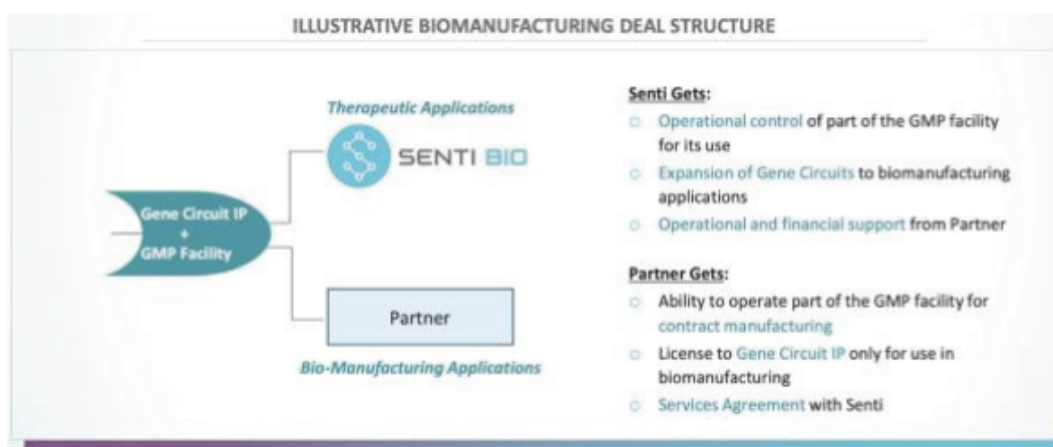 ILLUSTRATIVE BIOMANUFACTURING DEAL STRUCTURE
Therapeutic Applications
SENTI BIO
Gene Circuit IP
+
GMP Facility
Partner
Bio-Manufacturing Applications
Senti Gets:
Operational control of part of the GMP facility
for its use
Expansion of Gene Circuits to biomanufacturing
applications
Operational and financial support from Partner
Partner Gets:
Ability to operate part of the GMP facility for
contract manufacturing
License to Gene Circuit IP only for use in
biomanufacturing
Services Agreement with Senti